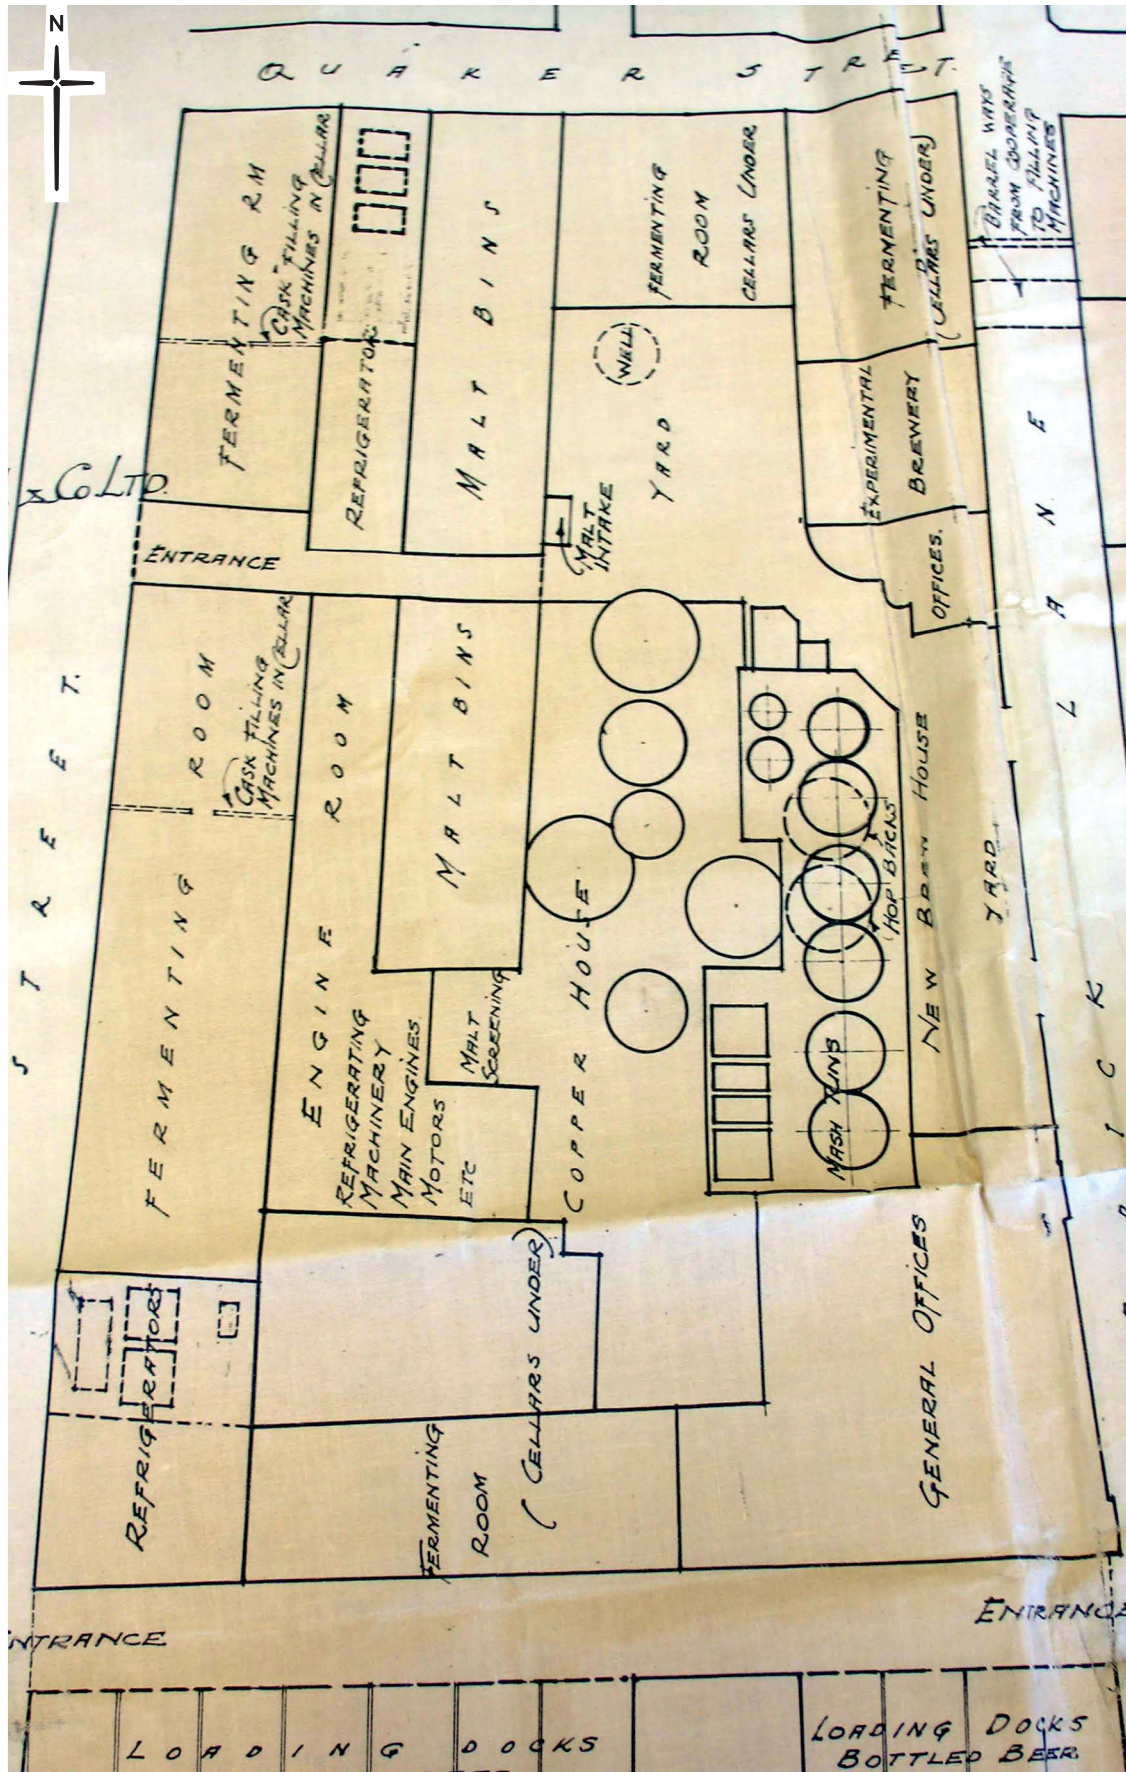 N
QUAKER STREET.
BARREL WAYS
FROM COOPERAGE
TO FILLING
MACHINES
FERMENTING RM
CASK FILLING
MACHINES IN CELLAR
REFRIGERATOR
MALT BINS
FERMENTING
ROOM
CELLARS UNDER
FERMENTING
(CELLARS UNDER)
WELL
YARD
EXPERIMENTAL
BREWERY
OFFICES.
& Co LTD.
ENTRANCE
MALT
INTAKE
STREET.
LANE
BRICK
FERMENTING ROOM
CASK FILLING
MACHINES IN CELLAR
ENGINE ROOM
REFRIGERATING
MACHINERY
MAIN ENGINES
MOTORS
ETC
MALT BINS
MALT
SCREENING
COPPER HOUSE
HOP BACKS
MASH TUNS
NEW BREW HOUSE
YARD
REFRIGERATORS
FERMENTING
ROOM
(CELLARS UNDER)
GENERAL OFFICES
ENTRANCE
NTRANCE
LOADING DOCKS
LOADING DOCKS
BOTTLED BEER